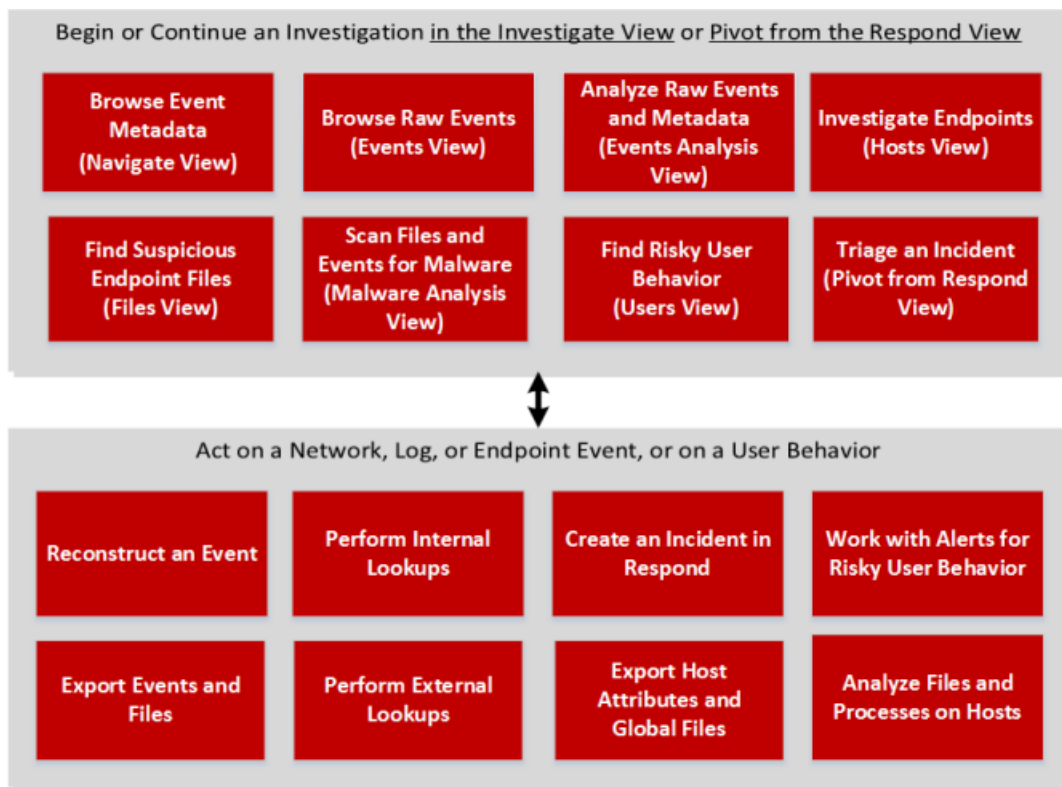 Begin or Continue an Investigation in the Investigate View or Pivot from the Respond View
Browse Event
Metadata
(Navigate View)
Browse Raw Events
(Events View)
Analyze Raw Events
and Metadata
(Events Analysis
View)
Investigate Endpoints
(Hosts View)
Find Suspicious
Endpoint Files
(Files View)
Scan Files and
Events for Malware
(Malware Analysis
View)
Find Risky User
Behavior
(Users View)
Triage an Incident
(Pivot from Respond
View)
Act on a Network, Log, or Endpoint Event, or on a User Behavior
Reconstruct an Event
Perform Internal
Lookups
Create an Incident in
Respond
Work with Alerts for
Risky User Behavior
Export Events and
Files
Perform External
Lookups
Export Host
Attributes and
Global Files
Analyze Files and
Processes on Hosts